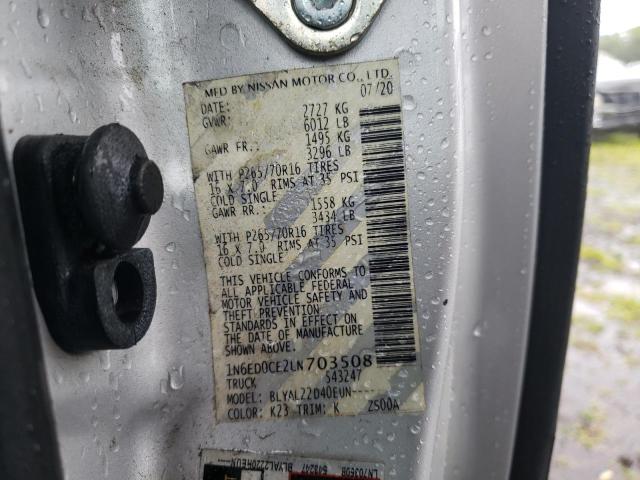 MFD BY NISSAN MOTOR CO., LTD.
DATE: 07/20
GVWR: 2727 KG
6012 LB
GAWR FR: 1495 KG
3296 LB
WITH P265/70R16 TIRES
16 X 7.0 RIMS AT 35 PSI
COLD SINGLE
GAWR RR: 1558 KG
3434 LB
WITH P265/70R16 TIRES
16 X 7.0 RIMS AT 35 PSI
COLD SINGLE
THIS VEHICLE CONFORMS TO
ALL APPLICABLE FEDERAL
MOTOR VEHICLE SAFETY AND
THEFT PREVENTION
STANDARDS IN EFFECT ON
THE DATE OF MANUFACTURE
SHOWN ABOVE.
1N6ED0CE2LN703508
TRUCK S43247
MODEL: BLYAL22D40EUN-----
COLOR: K23 TRIM: K ZS00A